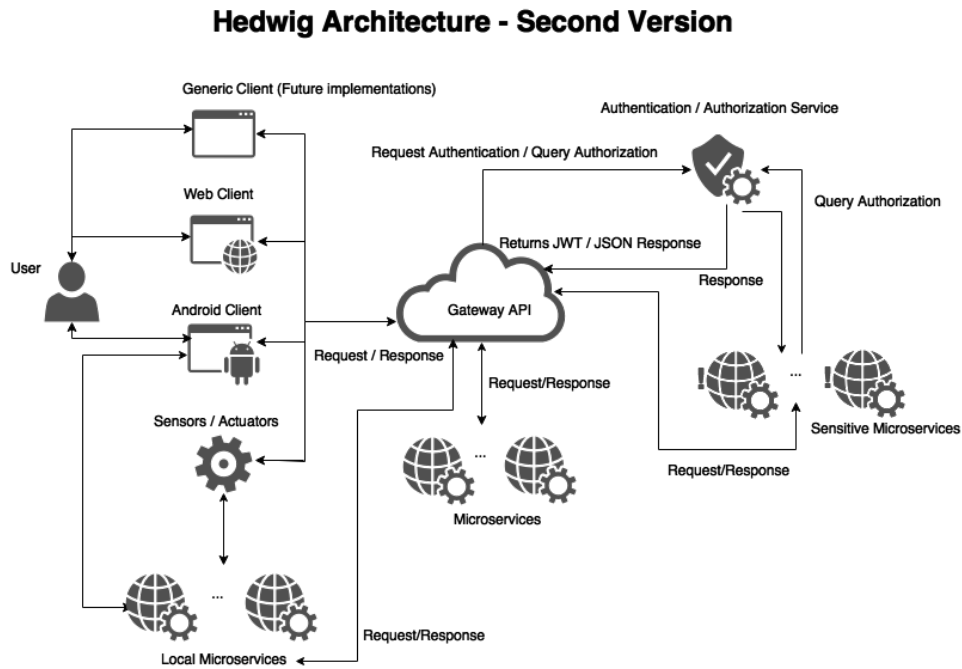 Hedwig Architecture - Second Version
Generic Client (Future implementations)
Authentication / Authorization Service
Request Authentication / Query Authorization
Web Client
Query Authorization
Returns JWT / JSON Response
User
Response
Android Client
Gateway API
Request / Response
Request/Response
Sensors / Actuators
...
...
Sensitive Microservices
Request/Response
Microservices
...
Request/Response
Local Microservices